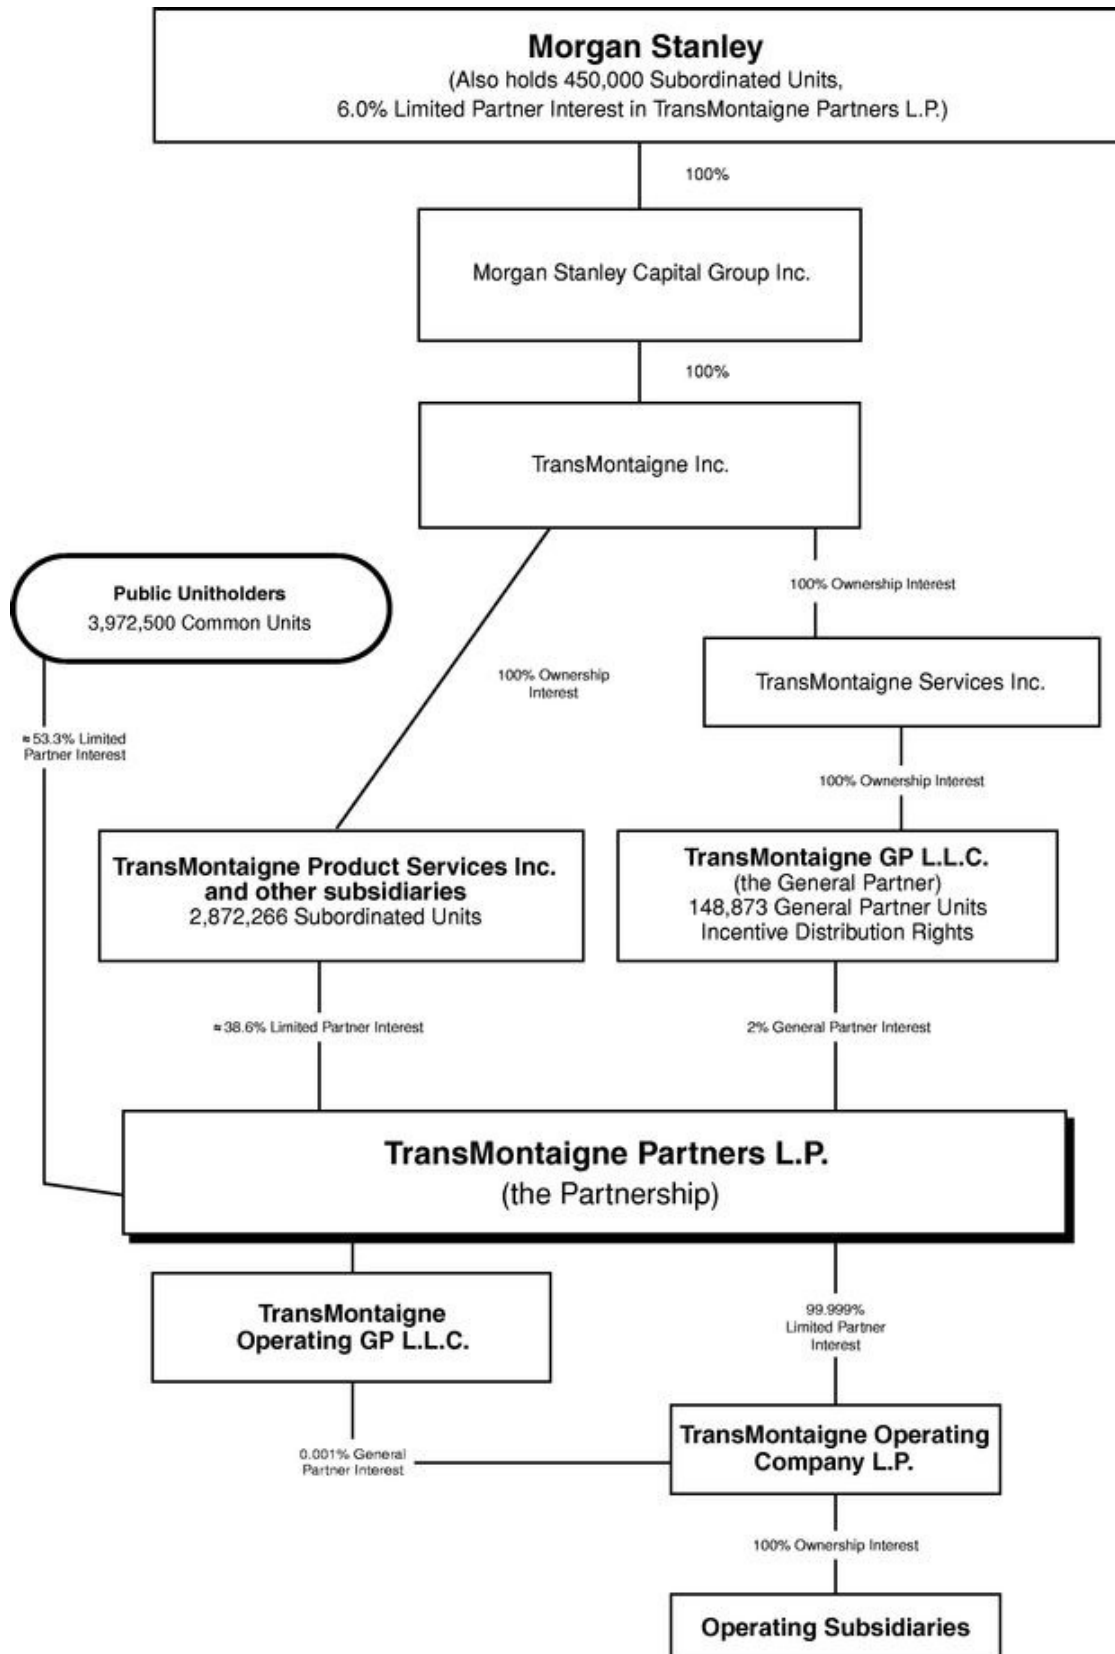 Morgan Stanley
(Also holds 450,000 Subordinated Units,
6.0% Limited Partner Interest in TransMontaigne Partners L.P.)
100%
Morgan Stanley Capital Group Inc.
100%
TransMontaigne Inc.
Public Unitholders
3,972,500 Common Units
100% Ownership Interest
100% Ownership
Interest
TransMontaigne Services Inc.
≈53.3% Limited
Partner Interest
100% Ownership Interest
TransMontaigne Product Services Inc.
and other subsidiaries
2,872,266 Subordinated Units
TransMontaigne GP L.L.C.
(the General Partner)
148,873 General Partner Units
Incentive Distribution Rights
≈38.6% Limited Partner Interest
2% General Partner Interest
TransMontaigne Partners L.P.
(the Partnership)
TransMontaigne
Operating GP L.L.C.
99.999%
Limited Partner
Interest
TransMontaigne Operating
Company L.P.
0.001% General
Partner Interest
100% Ownership Interest
Operating Subsidiaries